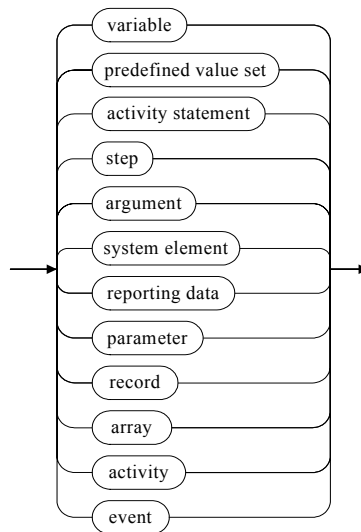 variable
predefined value set
activity statement
step
argument
system element
reporting data
parameter
record
array
activity
event